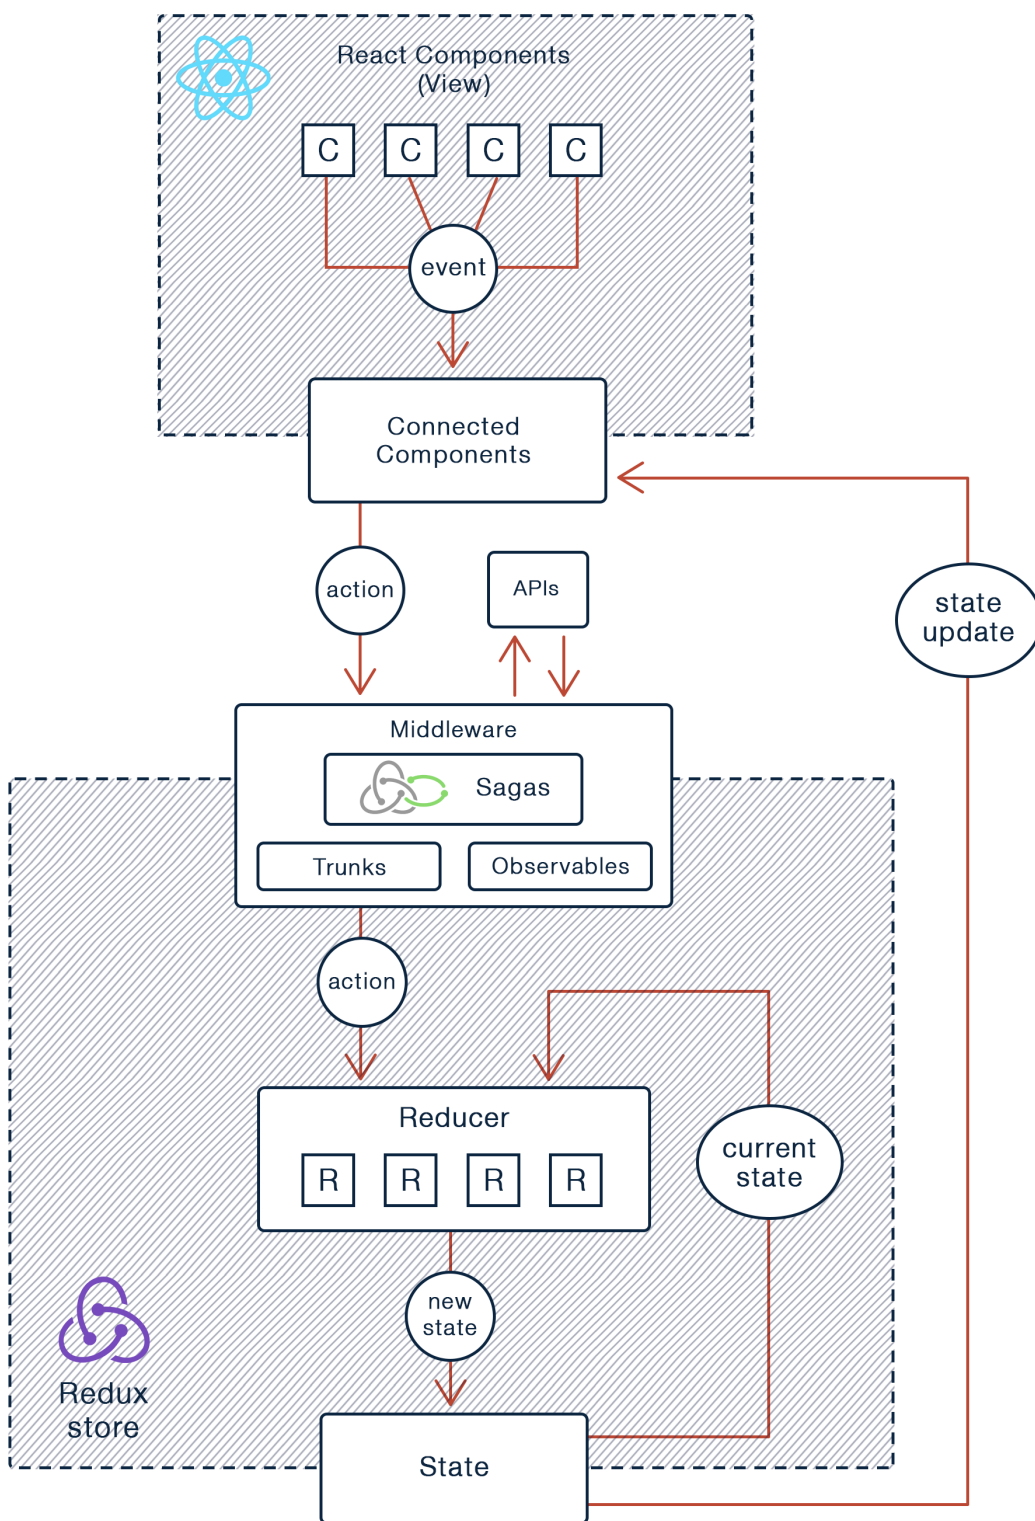 React Components
(View)
C C C C
event
Connected
Components
action
APIs
state
update
Middleware
Sagas
Trunks
Observables
action
Reducer
R R R R
current
state
new
state
Redux
store
State